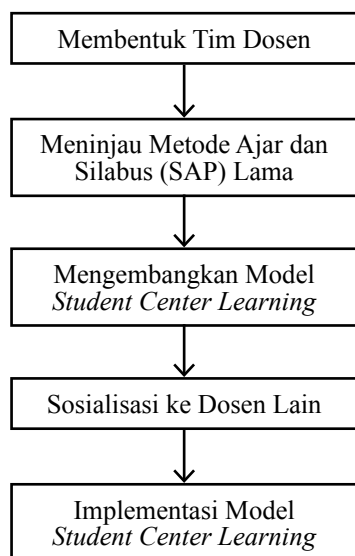 Membentuk Tim Dosen
Meninjau Metode Ajar dan
Silabus (SAP) Lama
Mengembangkan Model
Student Center Learning
Sosialisasi ke Dosen Lain
Implementasi Model
Student Center Learning